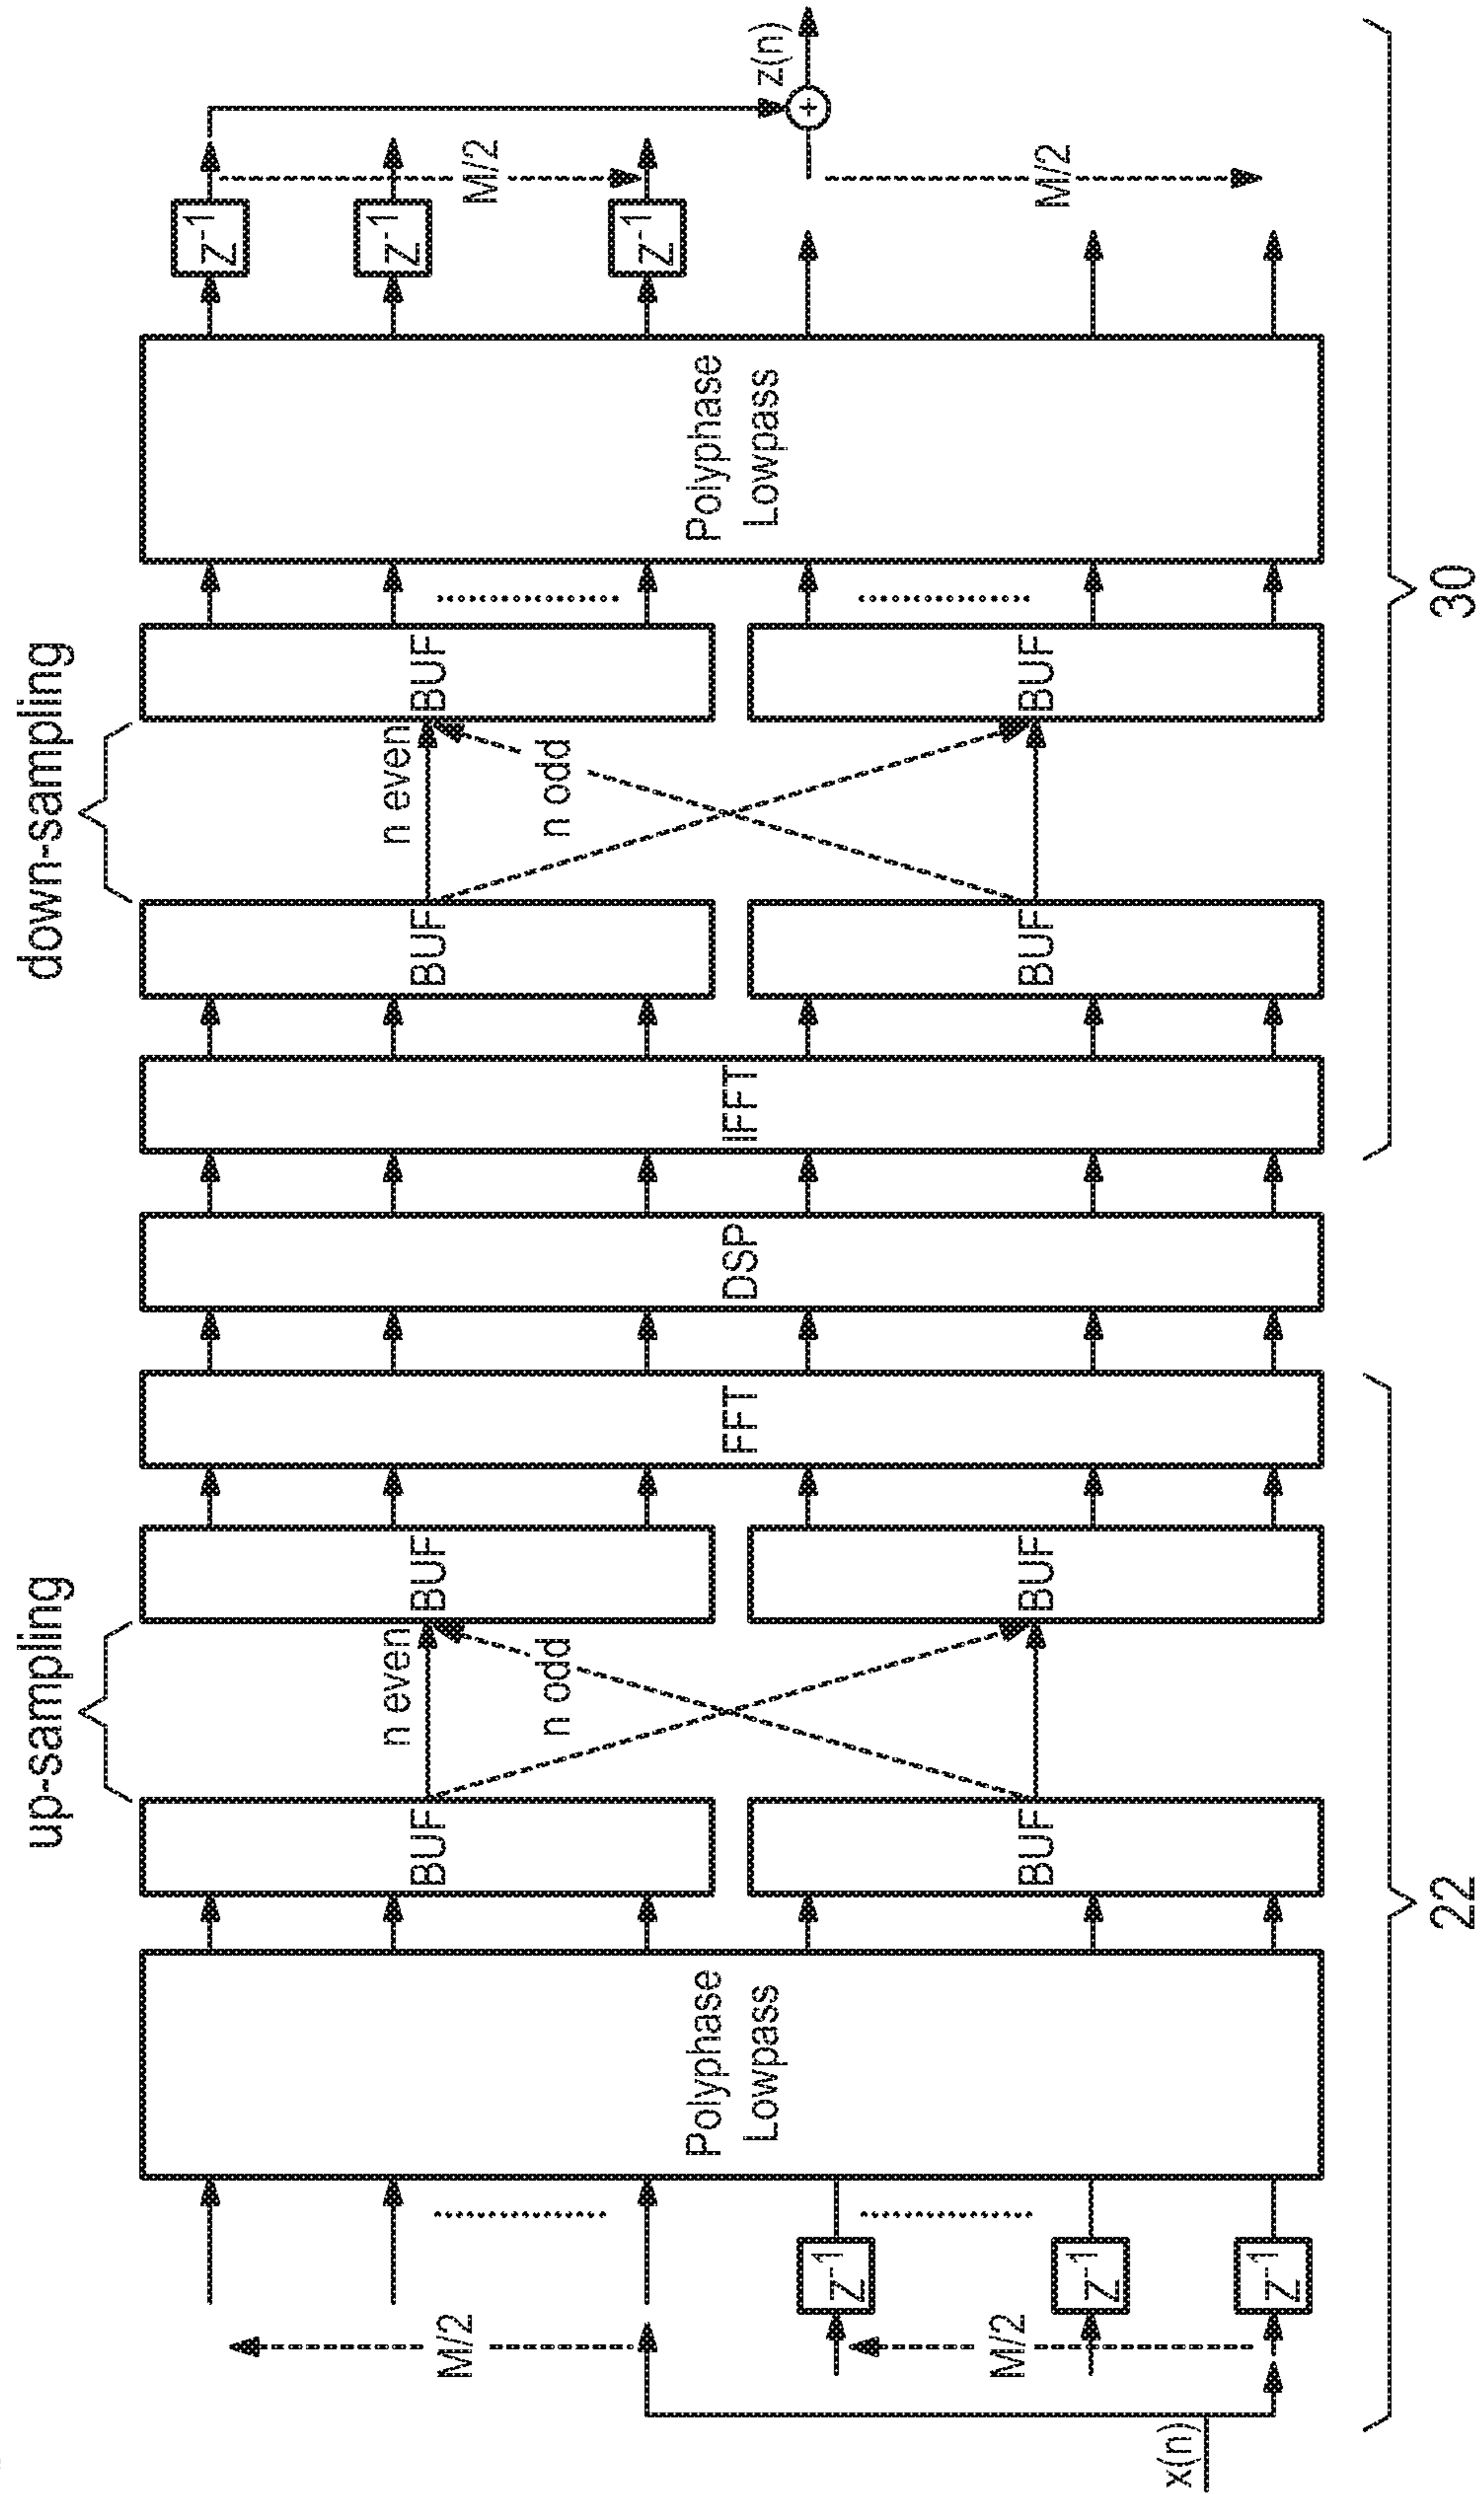 up-sampling
down-sampling
x(n)
M/2
M/2
z⁻¹
z⁻¹
z⁻¹
Polyphase
Lowpass
BUF
BUF
n even
n odd
BUF
BUF
FFT
DSP
IFFT
BUF
BUF
n even
n odd
BUF
BUF
Polyphase
Lowpass
z⁻¹
z⁻¹
z⁻¹
M/2
M/2
+
z(n)
22
30